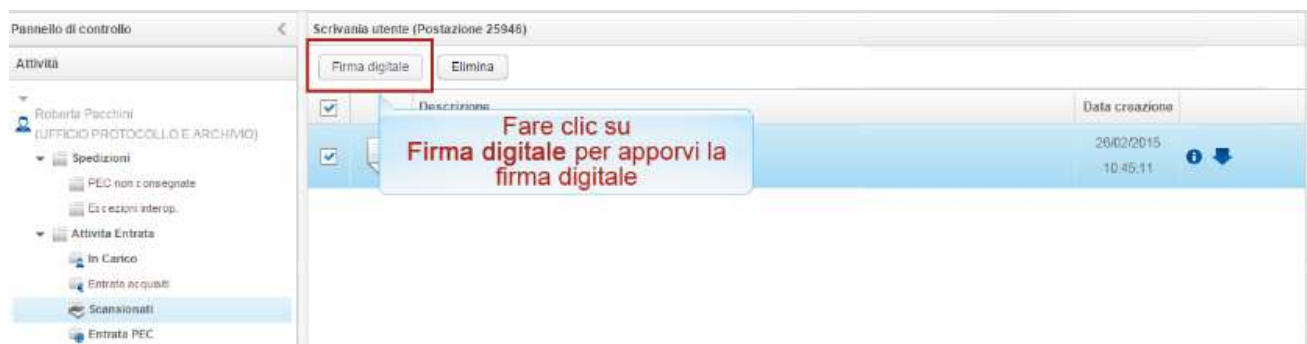 Pannello di controllo
Scrivania utente (Postazione 25946)
Attività
Firma digitale
Elimina
Roberta Pacchini
(UFFICIO PROTOCOLLO E ARCHIVIO)
Descrizione
Data creazione
Fare clic su
Firma digitale per apporvi la
firma digitale
26/02/2015
10.45.11
Spedizioni
PEC non consegnate
Eccezioni interop.
Attivita Entrata
In Carico
Entrata acquisiti
Scansionati
Entrata PEC